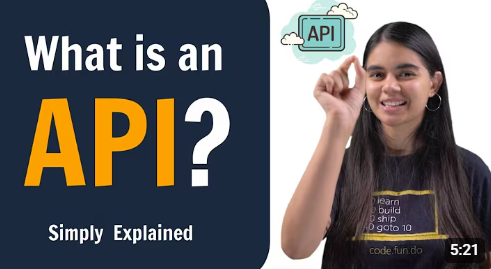 What is an
API?
Simply Explained
API
learn
build
ship
goto 10
code.fun.do
5:21